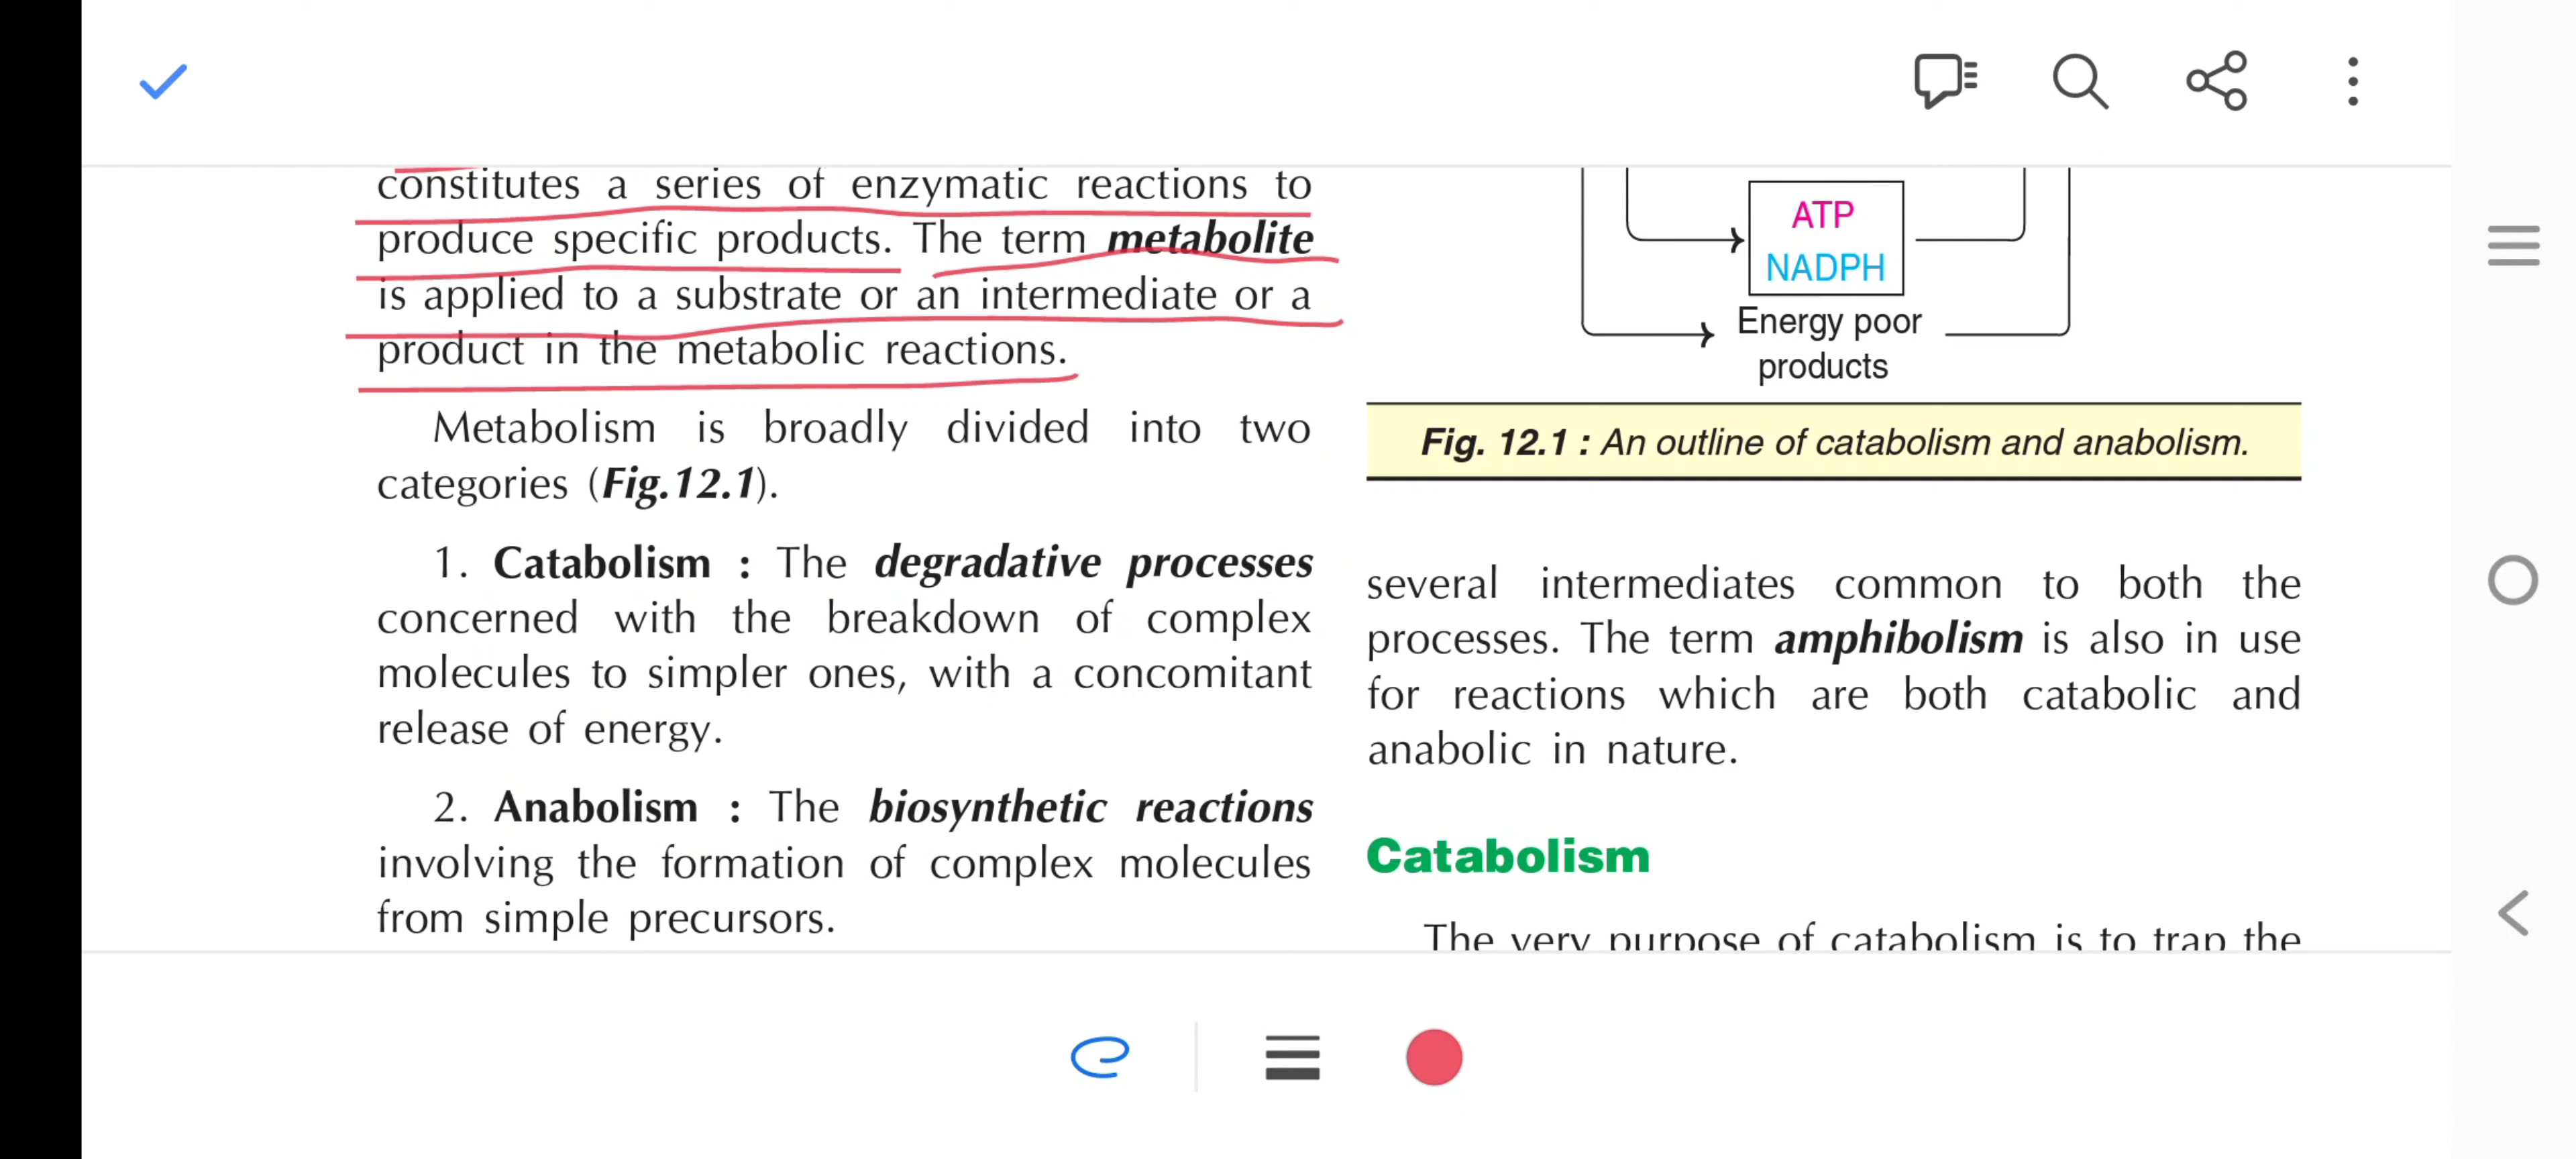 constitutes a series of enzymatic reactions to
produce specific products. The term metabolite
is applied to a substrate or an intermediate or a
product in the metabolic reactions.
Metabolism is broadly divided into two
categories (Fig.12.1).
1. Catabolism : The degradative processes
concerned with the breakdown of complex
molecules to simpler ones, with a concomitant
release of energy.
2. Anabolism : The biosynthetic reactions
involving the formation of complex molecules
from simple precursors.
ATP
NADPH
Energy poor
products
Fig. 12.1 : An outline of catabolism and anabolism.
several intermediates common to both the
processes. The term amphibolism is also in use
for reactions which are both catabolic and
anabolic in nature.
Catabolism
The very purpose of catabolism is to trap the